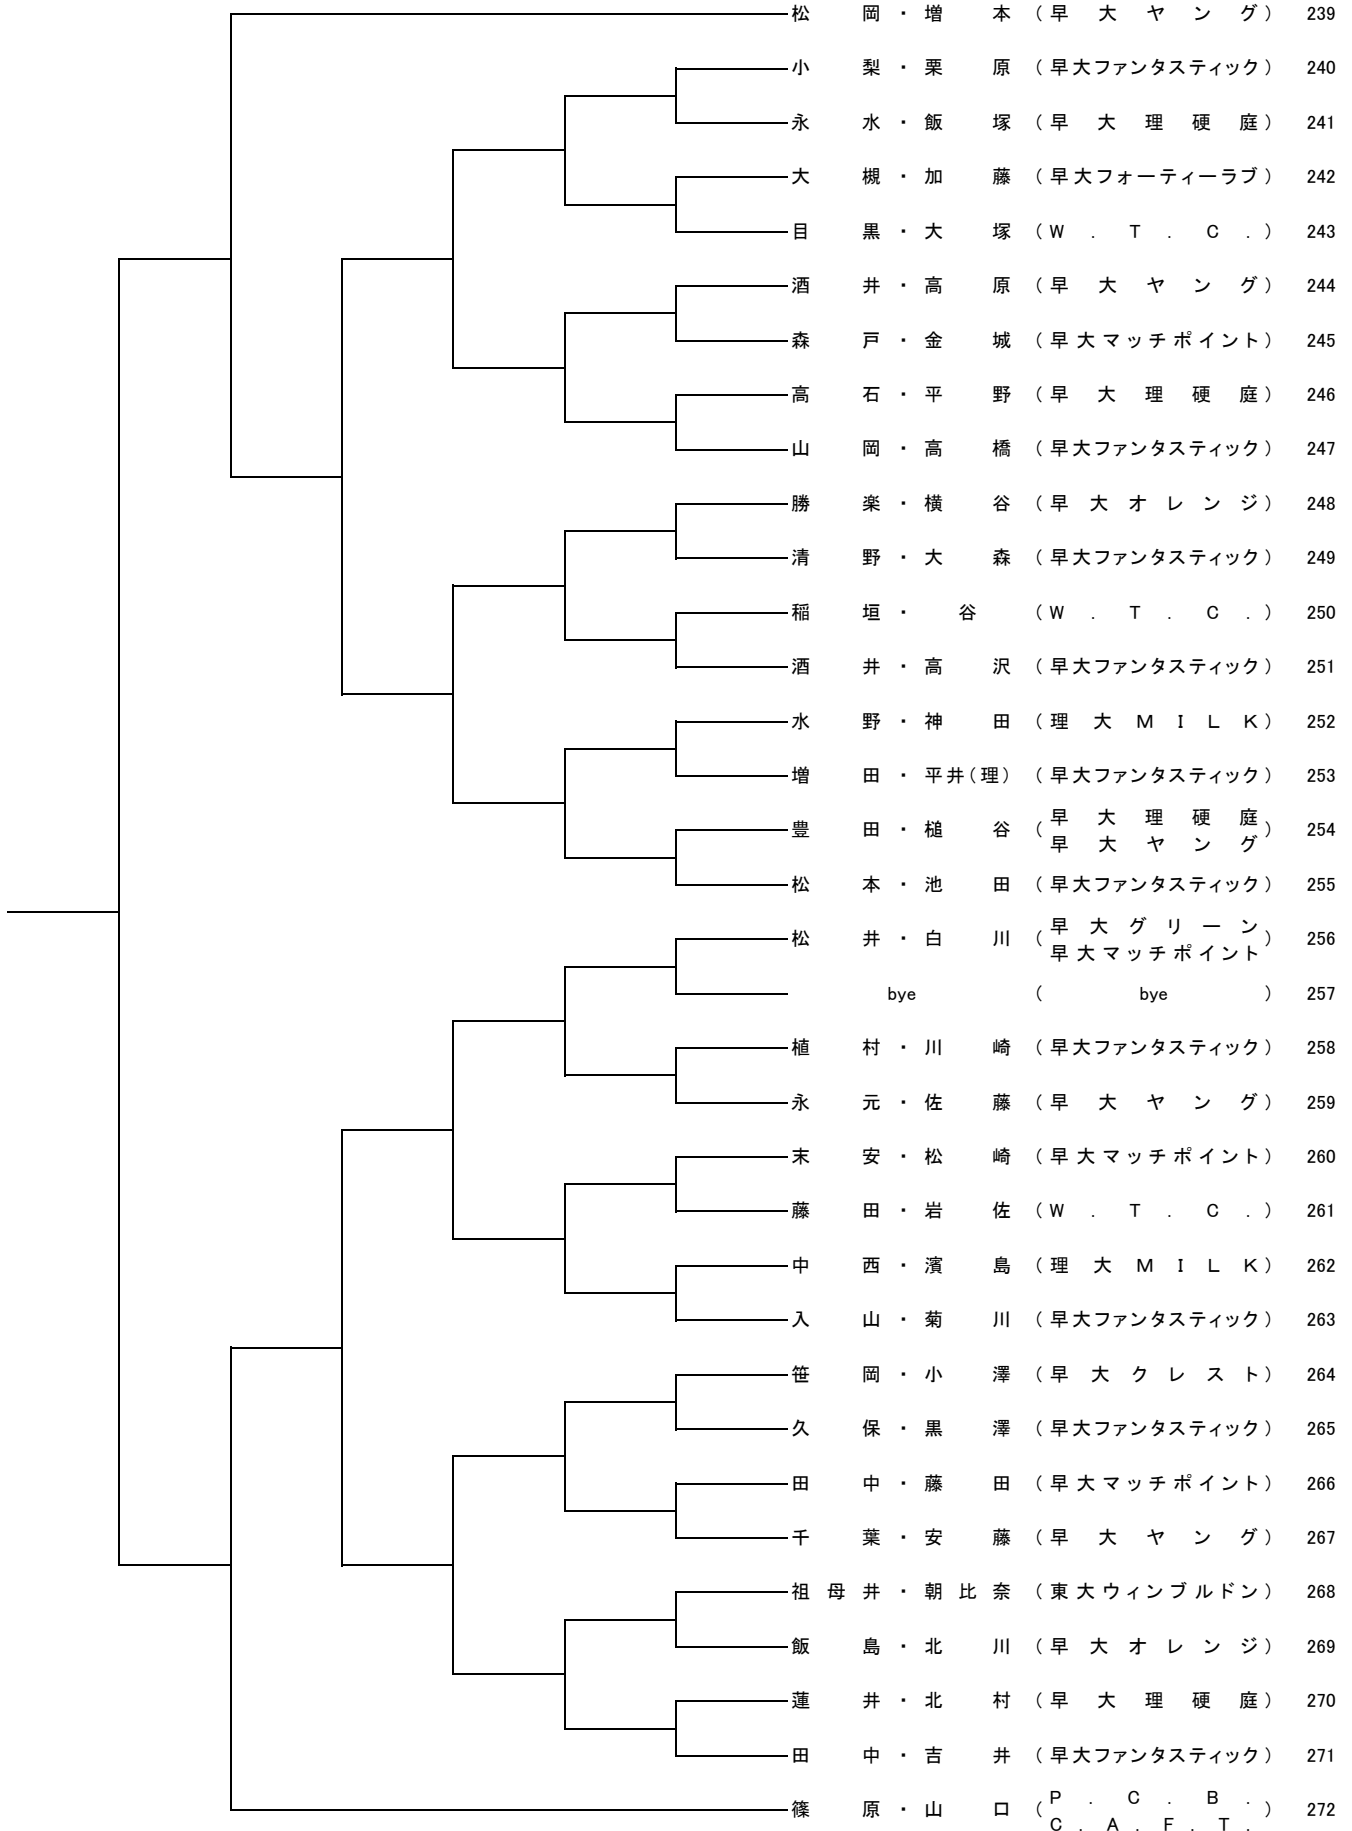 松岡・増本（早大ヤング） 239
小梨・栗原（早大ファンタスティック） 240
永水・飯塚（早大理硬庭） 241
大槻・加藤（早大フォーティーラブ） 242
目黒・大塚（W.T.C.） 243
酒井・高原（早大ヤング） 244
森戸・金城（早大マッチポイント） 245
高石・平野（早大理硬庭） 246
山岡・高橋（早大ファンタスティック） 247
勝楽・横谷（早大オレンジ） 248
清野・大森（早大ファンタスティック） 249
稲垣・谷（W.T.C.） 250
酒井・高沢（早大ファンタスティック） 251
水野・神田（理大MILK） 252
増田・平井(理)（早大ファンタスティック） 253
豊田・槌谷（早大理硬庭
早大ヤング） 254
松本・池田（早大ファンタスティック） 255
松井・白川（早大グリーン
早大マッチポイント） 256
bye（bye） 257
植村・川崎（早大ファンタスティック） 258
永元・佐藤（早大ヤング） 259
末安・松崎（早大マッチポイント） 260
藤田・岩佐（W.T.C.） 261
中西・濱島（理大MILK） 262
入山・菊川（早大ファンタスティック） 263
笹岡・小澤（早大クレスト） 264
久保・黒澤（早大ファンタスティック） 265
田中・藤田（早大マッチポイント） 266
千葉・安藤（早大ヤング） 267
祖母井・朝比奈（東大ウィンブルドン） 268
飯島・北川（早大オレンジ） 269
蓮井・北村（早大理硬庭） 270
田中・吉井（早大ファンタスティック） 271
篠原・山口（P.C.B.
C.A.F.T.） 272